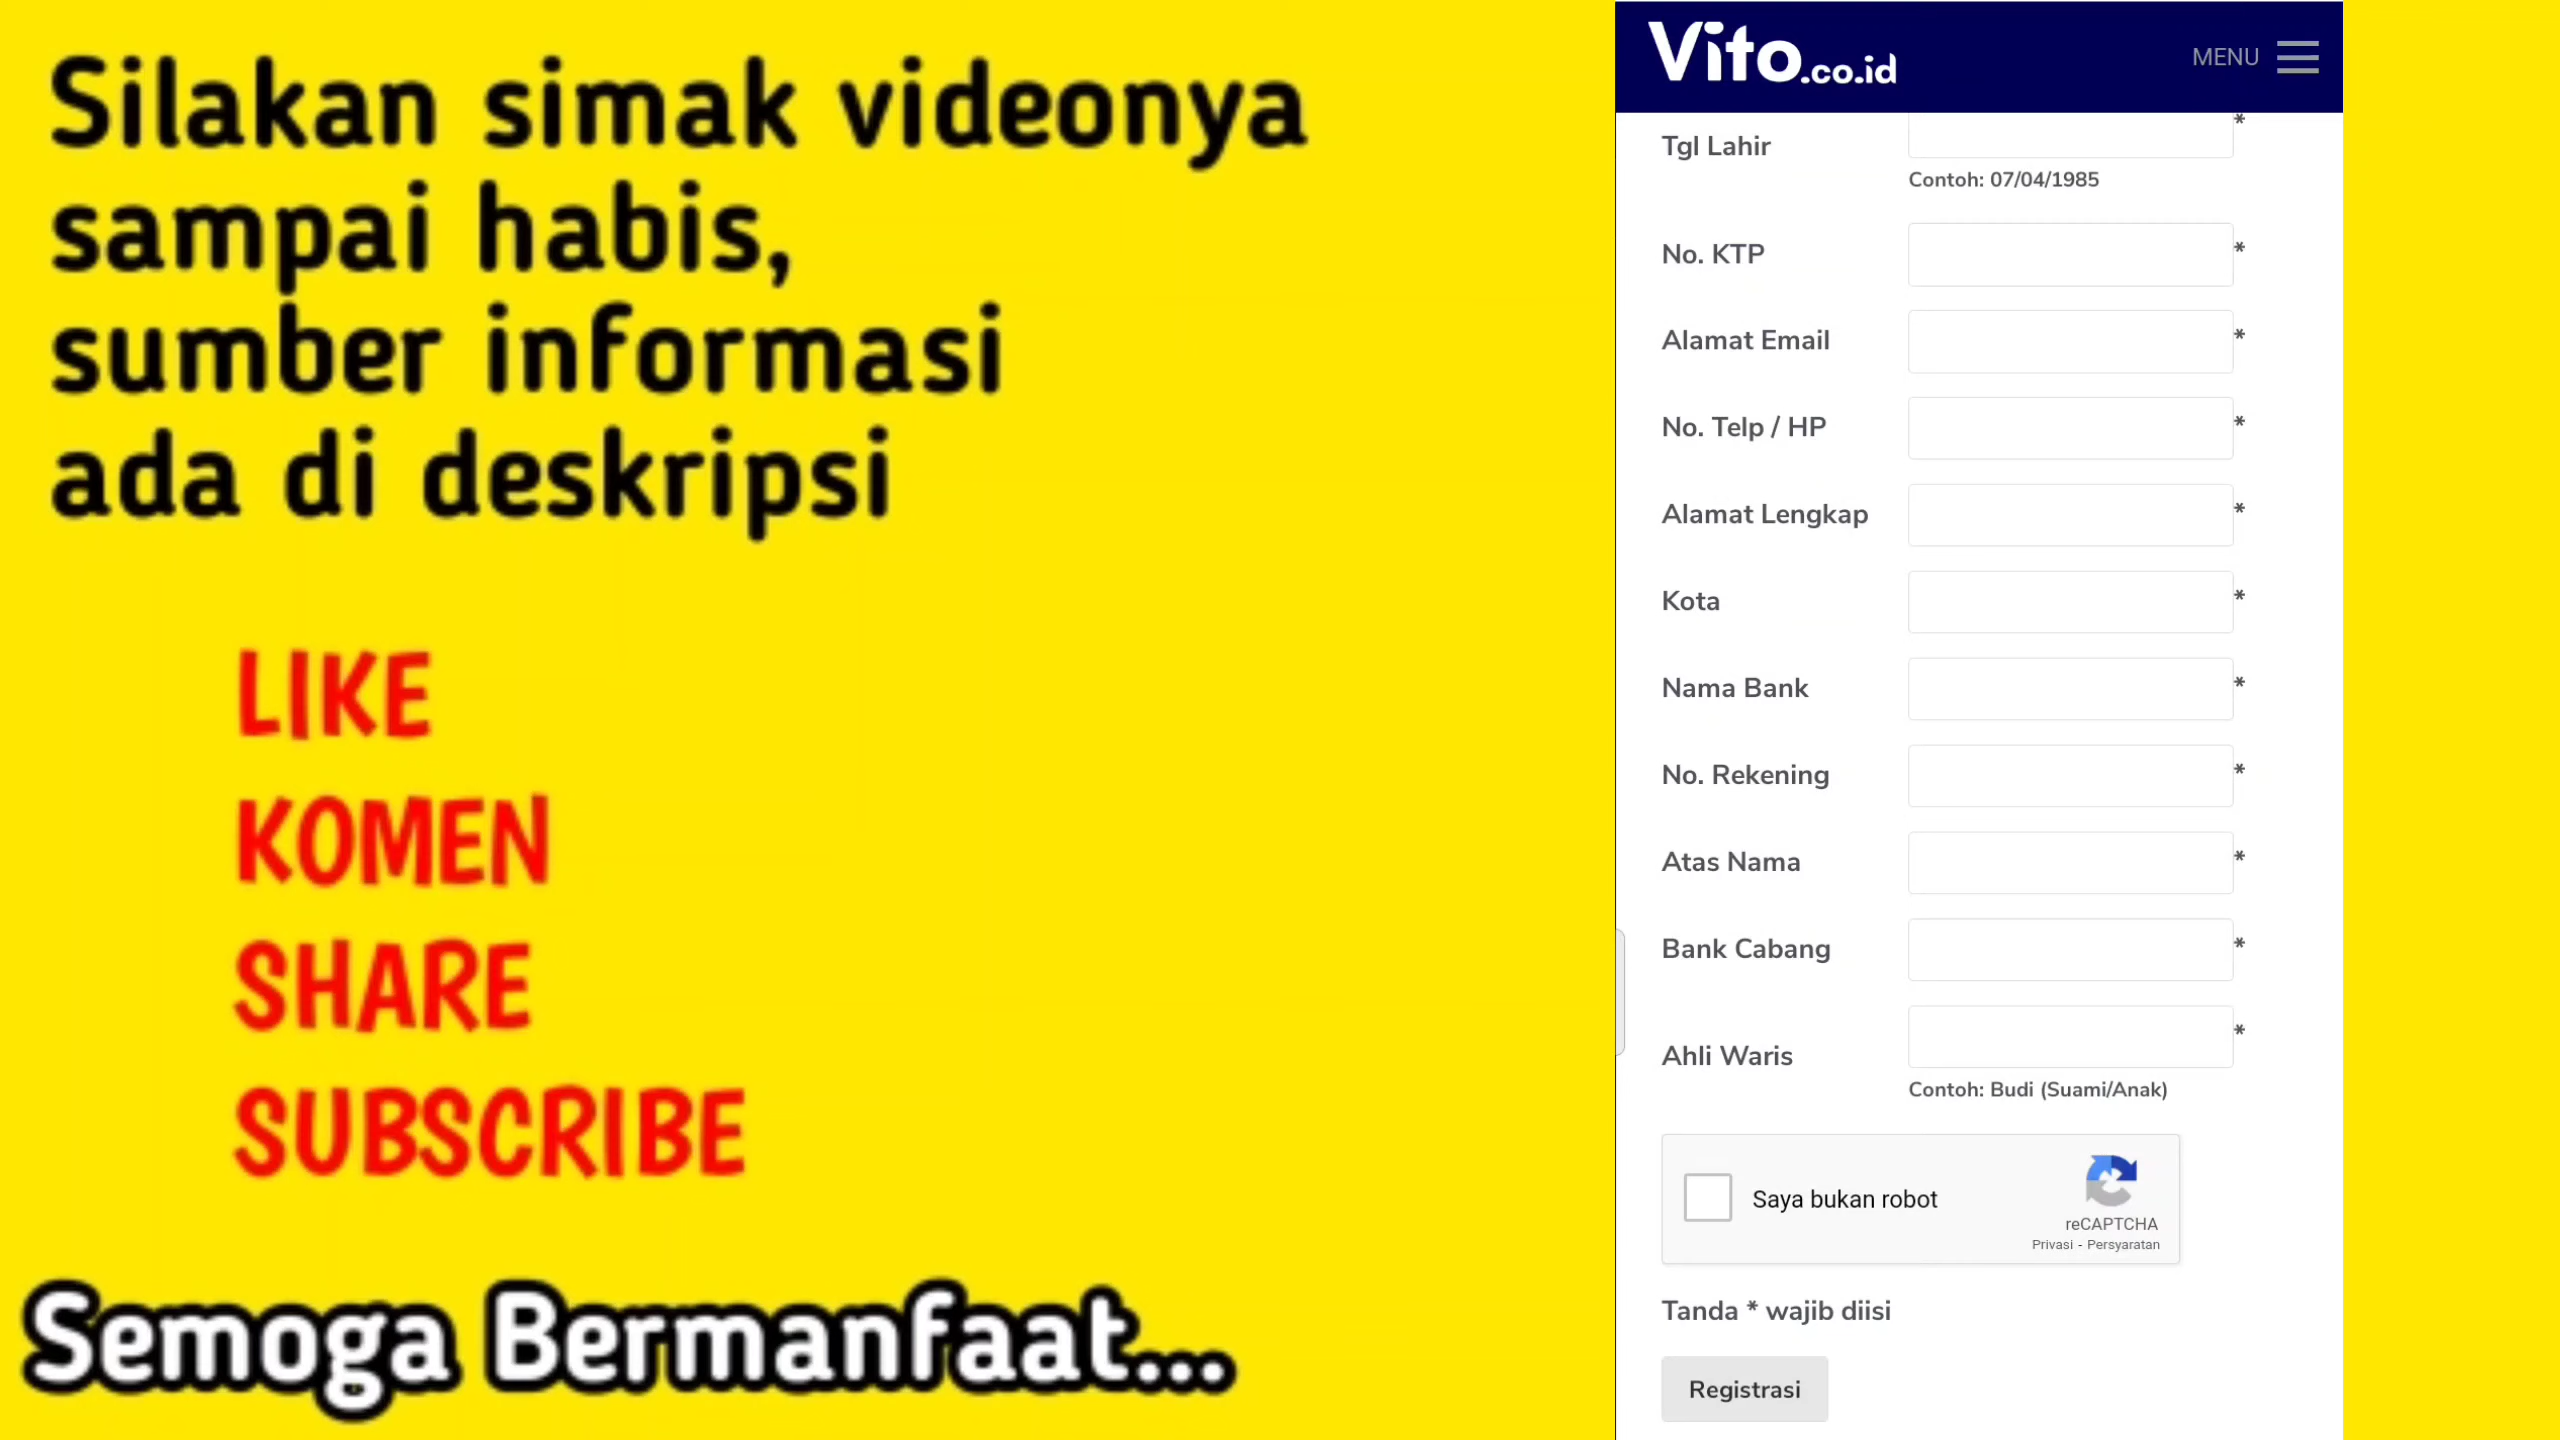 Silakan simak videonya
sampai habis,
sumber informasi
ada di deskripsi
LIKE
KOMEN
SHARE
SUBSCRIBE
Semoga Bermanfaat...
Vito.co.id
MENU
Tgl Lahir *
Contoh: 07/04/1985
No. KTP *
Alamat Email *
No. Telp / HP *
Alamat Lengkap *
Kota *
Nama Bank *
No. Rekening *
Atas Nama *
Bank Cabang *
Ahli Waris *
Contoh: Budi (Suami/Anak)
Saya bukan robot
reCAPTCHA
Privasi - Persyaratan
Tanda * wajib diisi
Registrasi